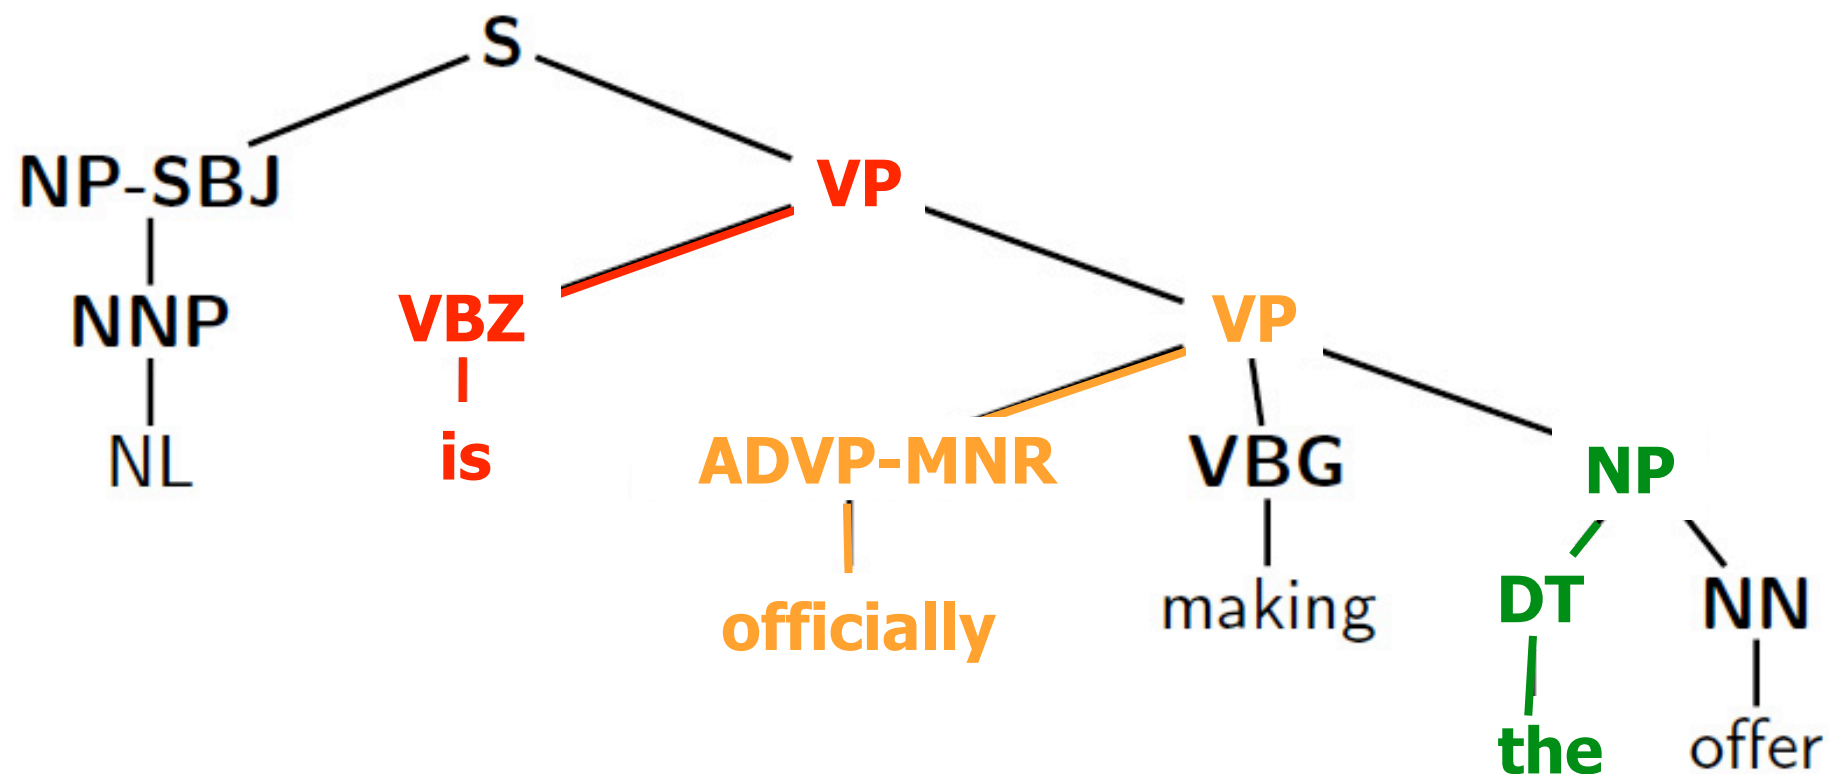 S
NP-SBJ VP
NNP VBZ VP
NL is ADVP-MNR VBG NP
officially making DT NN
the offer